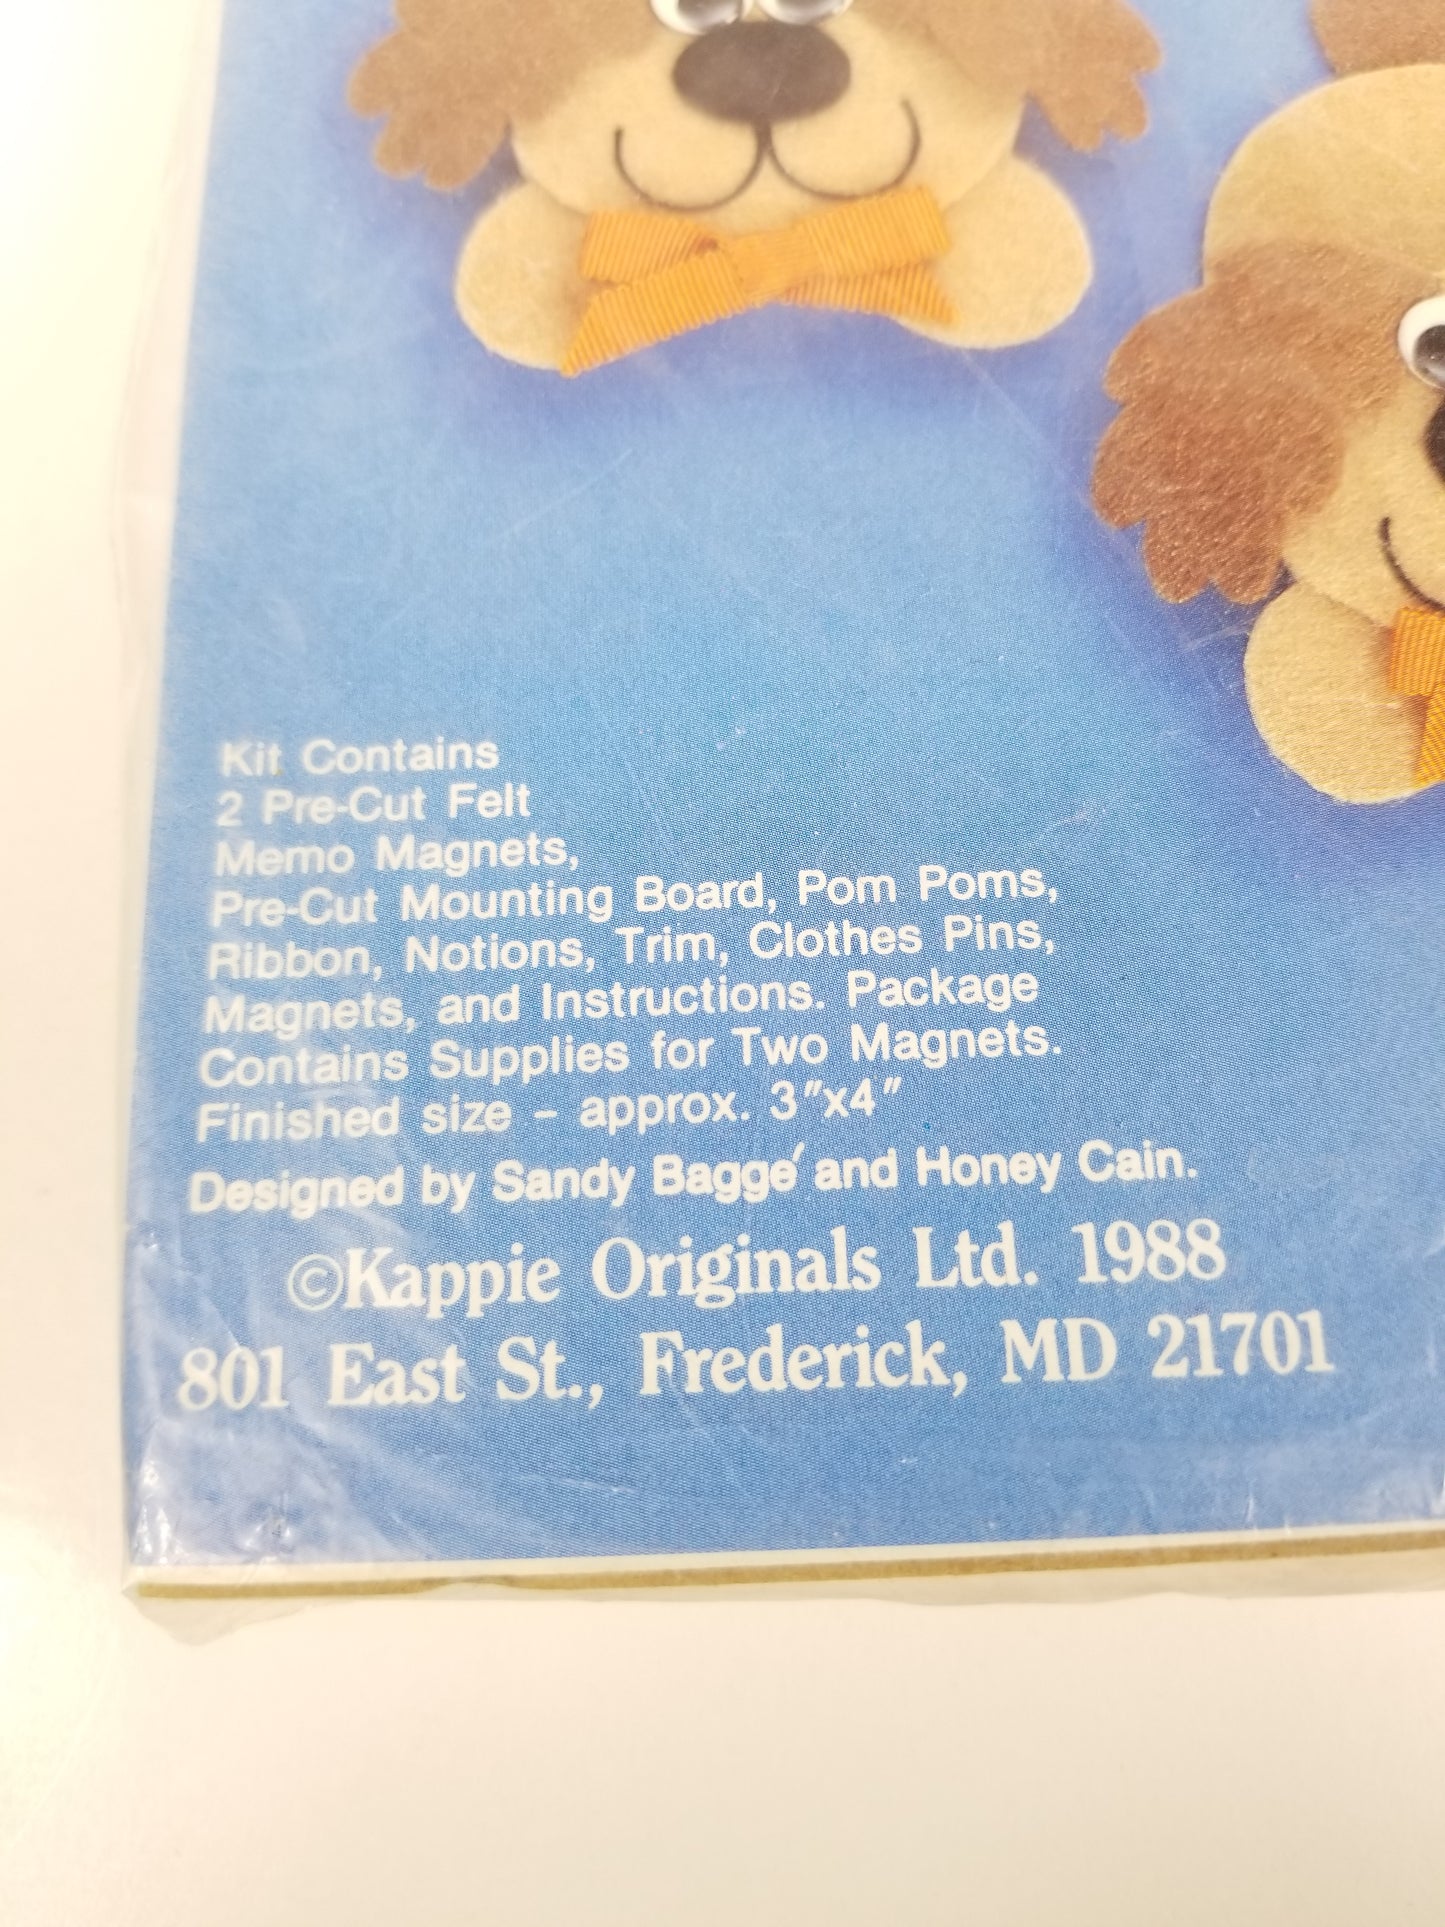 Kit Contains
2 Pre-Cut Felt
Memo Magnets,
Pre-Cut Mounting Board, Pom Poms,
Ribbon, Notions, Trim, Clothes Pins,
Magnets, and Instructions. Package
Contains Supplies for Two Magnets.
Finished size – approx. 3"x4"
Designed by Sandy Baggé and Honey Cain.
©Kappie Originals Ltd. 1988
801 East St., Frederick, MD 21701